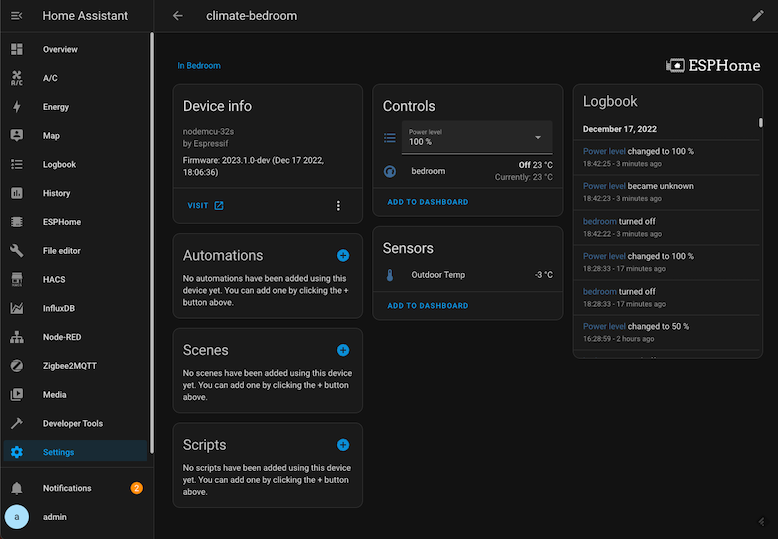 Home Assistant
climate-bedroom
Overview
A/C
A/C
Energy
Map
Logbook
History
ESPHome
File editor
HACS
InfluxDB
Node-RED
Zigbee2MQTT
Media
Developer Tools
Settings
Notifications
2
a
admin
In Bedroom
ESPHome
Device info
nodemcu-32s
by Espressif
Firmware: 2023.1.0-dev (Dec 17 2022,
18:06:36)
VISIT
Automations
No automations have been added using this
device yet. You can add one by clicking the +
button above.
Scenes
No scenes have been added using this device
yet. You can add one by clicking the + button
above.
Scripts
No scripts have been added using this device
yet. You can add one by clicking the + button
above.
Controls
Power level
100 %
bedroom
Off 23 °C
Currently: 23 °C
ADD TO DASHBOARD
Sensors
Outdoor Temp
-3 °C
ADD TO DASHBOARD
Logbook
December 17, 2022
Power level changed to 100 %
18:42:25 - 3 minutes ago
Power level became unknown
18:42:23 - 3 minutes ago
bedroom turned off
18:42:22 - 3 minutes ago
Power level changed to 100 %
18:28:33 - 17 minutes ago
bedroom turned off
18:28:33 - 17 minutes ago
Power level changed to 50 %
16:28:59 - 2 hours ago